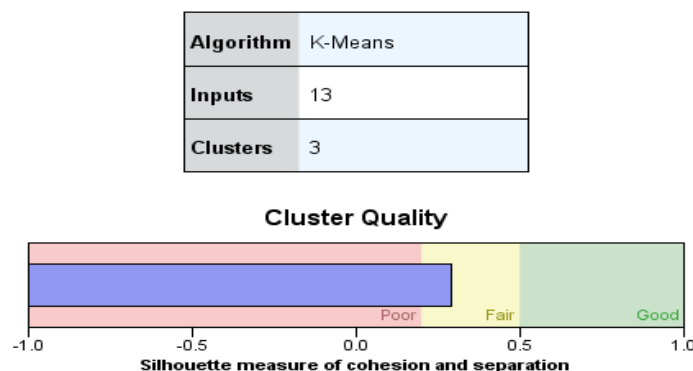 Algorithm K-Means
Inputs 13
Clusters 3
Cluster Quality
Poor Fair Good
-1.0 -0.5 0.0 0.5 1.0
Silhouette measure of cohesion and separation